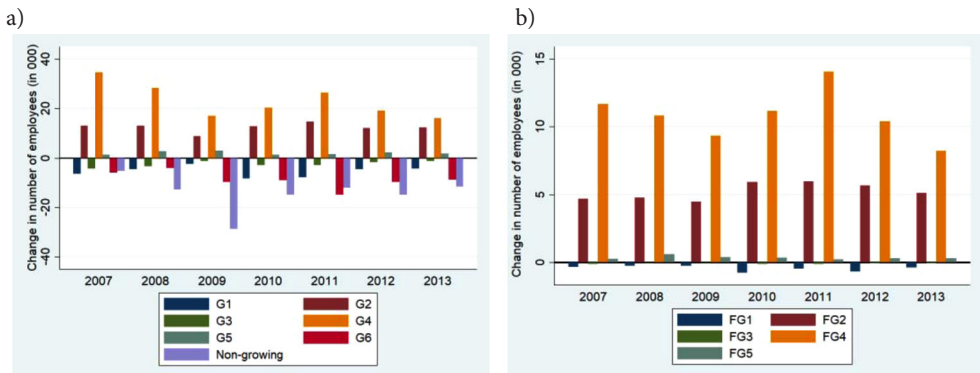 a)
Change in number of employees (in 000)
40
20
0
-20
-40
2007 2008 2009 2010 2011 2012 2013
G1 G2
G3 G4
G5 G6
Non-growing
b)
Change in number of employees (in 000)
15
10
5
0
2007 2008 2009 2010 2011 2012 2013
FG1 FG2
FG3 FG4
FG5